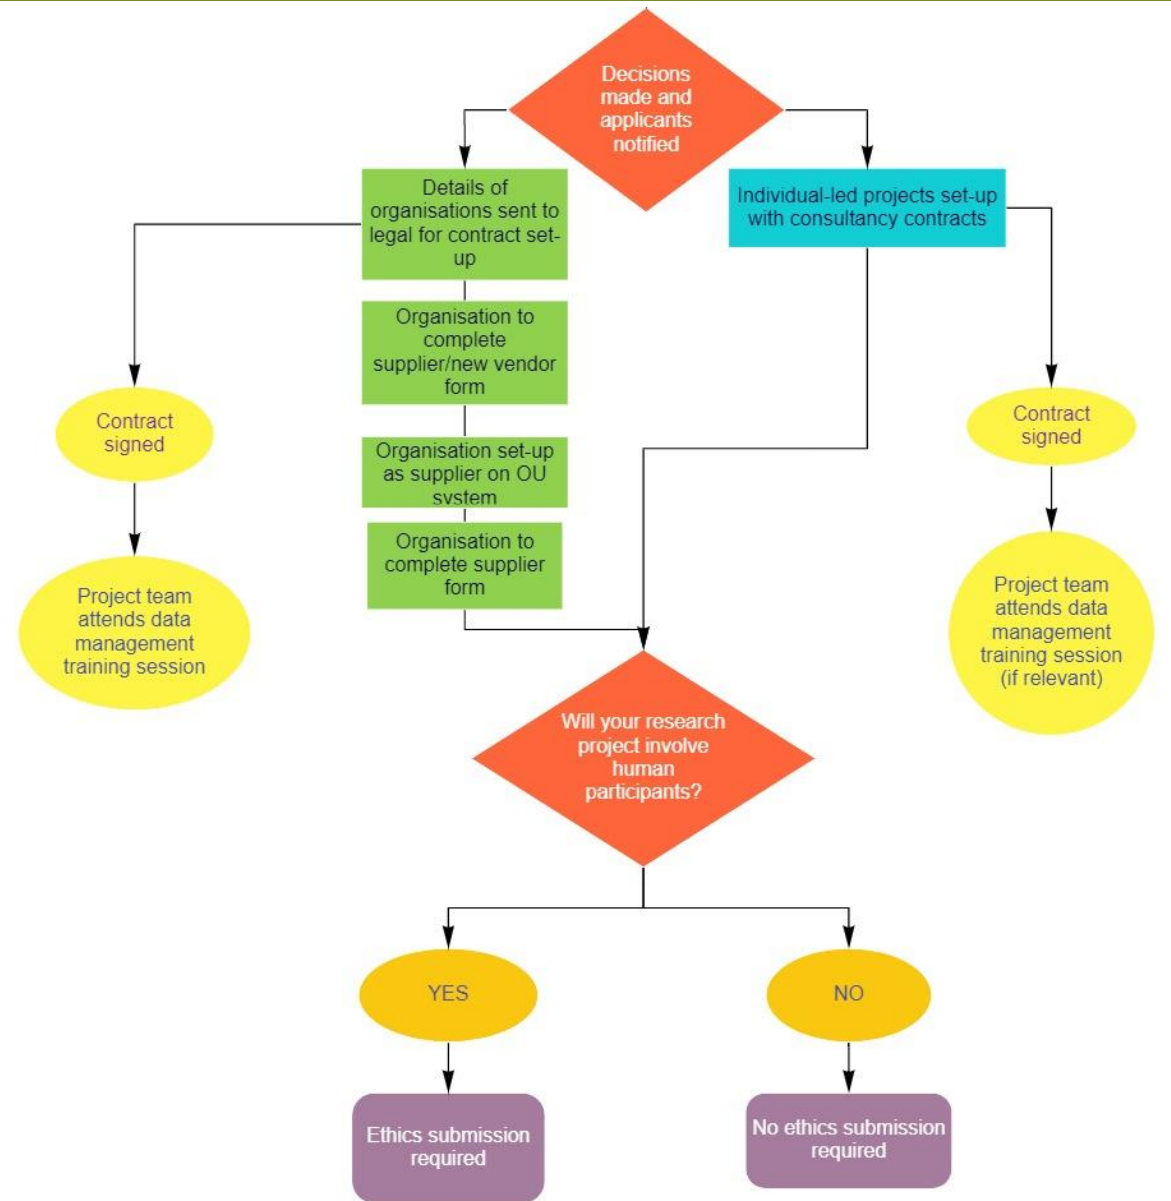 Decisions
made and
applicants
notified
Details of
organisations sent to
legal for contract set-
up
Individual-led projects set-up
with consultancy contracts
Organisation to
complete
supplier/new vendor
form
Contract
signed
Contract
signed
Organisation set-up
as supplier on OU
system
Organisation to
complete supplier
form
Project team
attends data
management
training session
Project team
attends data
management
training session
(if relevant)
Will your research
project involve
human
participants?
YES
NO
Ethics submission
required
No ethics submission
required